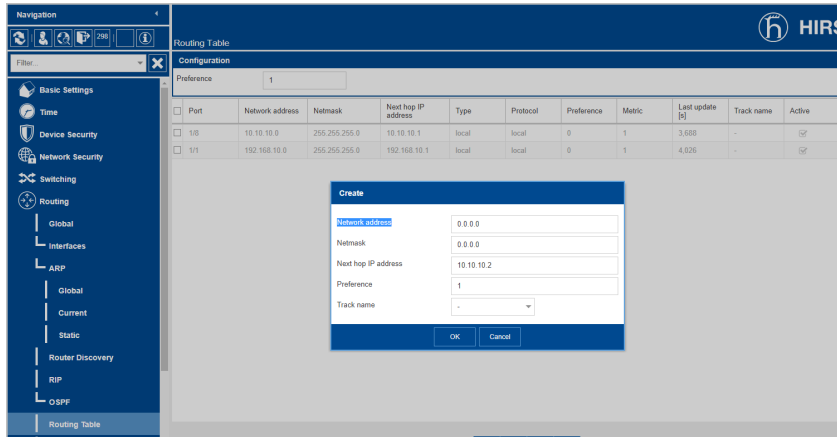 Navigation
298
Filter...
Basic Settings
Time
Device Security
Network Security
Switching
Routing
Global
Interfaces
ARP
Global
Current
Static
Router Discovery
RIP
OSPF
Routing Table
HIRS
Routing Table
Configuration
Preference 1
Port Network address Netmask Next hop IP address Type Protocol Preference Metric Last update [s] Track name Active
1/8 10.10.10.0 255.255.255.0 10.10.10.1 local local 0 1 3,688 -
1/1 192.168.10.0 255.255.255.0 192.168.10.1 local local 0 1 4,026 -
Create
Network address 0.0.0.0
Netmask 0.0.0.0
Next hop IP address 10.10.10.2
Preference 1
Track name -
OK Cancel